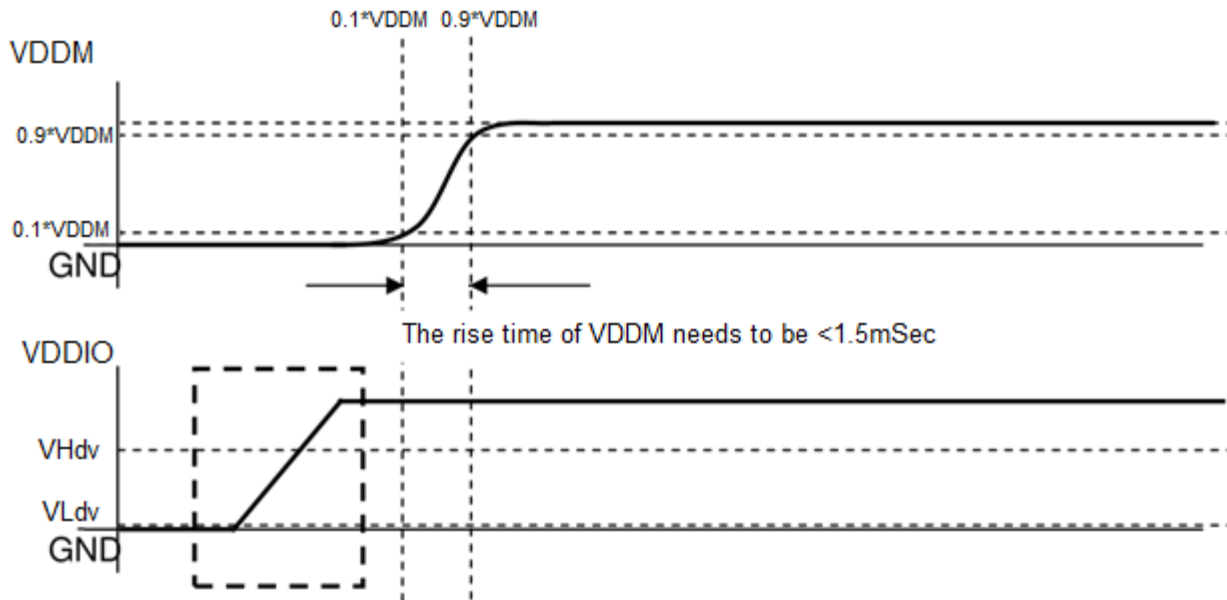 0.1*VDDM 0.9*VDDM
VDDM
0.9*VDDM
0.1*VDDM
GND
The rise time of VDDM needs to be <1.5mSec
VDDIO
VHdv
VLdv
GND